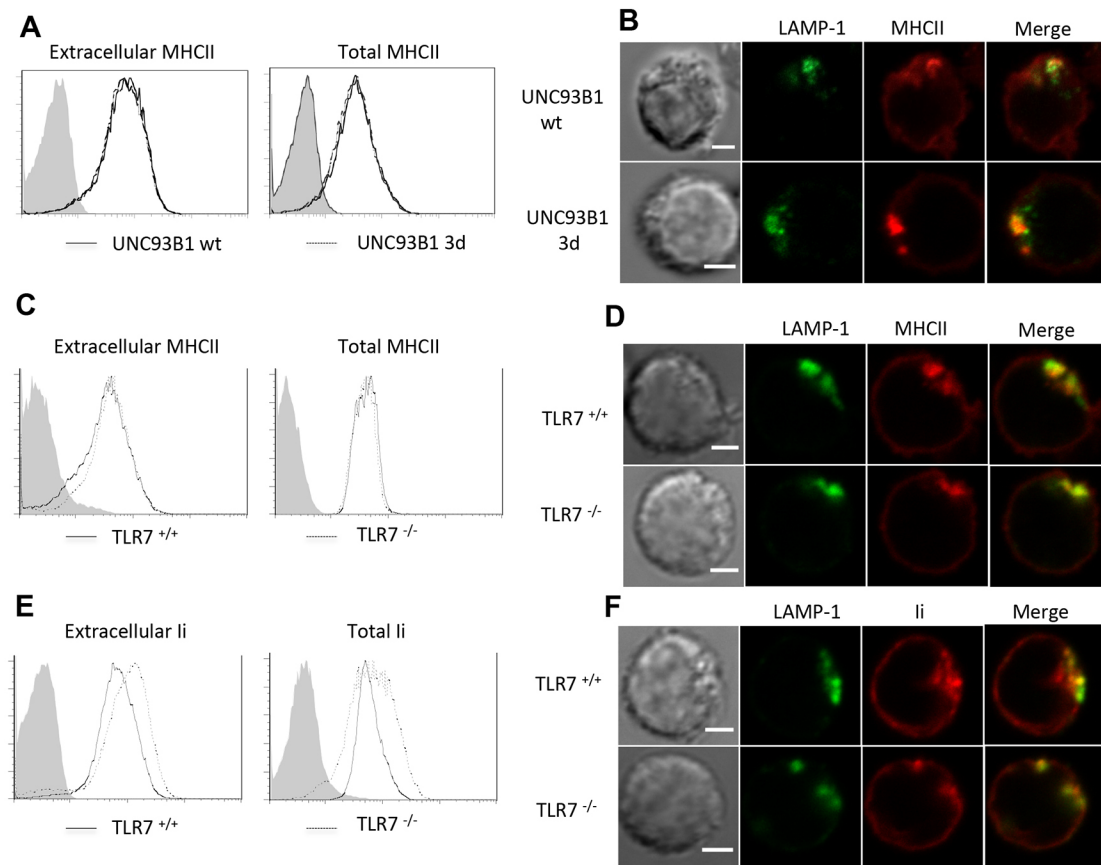 A
Extracellular MHCII
Total MHCII
UNC93B1 wt
UNC93B1 3d
B
LAMP-1
MHCII
Merge
UNC93B1
wt
UNC93B1
3d
C
Extracellular MHCII
Total MHCII
TLR7 +/+
TLR7 -/-
D
LAMP-1
MHCII
Merge
TLR7 +/+
TLR7 -/-
E
Extracellular Ii
Total Ii
TLR7 +/+
TLR7 -/-
F
LAMP-1
Ii
Merge
TLR7 +/+
TLR7 -/-